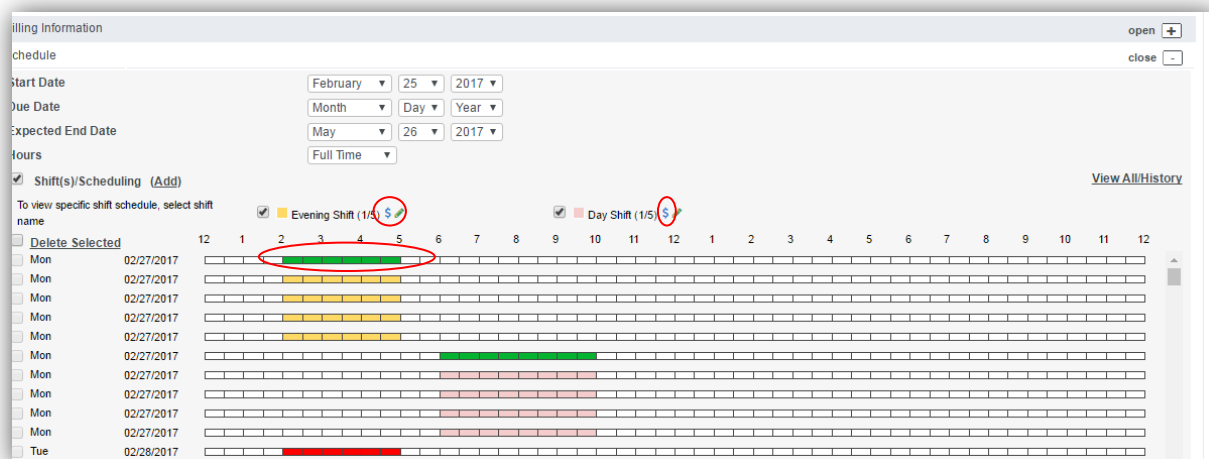 illing Information open +
chedule close -
Start Date February 25 2017
Due Date Month Day Year
Expected End Date May 26 2017
Hours Full Time
Shift(s)/Scheduling (Add) View All/History
To view specific shift schedule, select shift
name
Evening Shift (1/5) $ Day Shift (1/5) $
Delete Selected 12 1 2 3 4 5 6 7 8 9 10 11 12 1 2 3 4 5 6 7 8 9 10 11 12
Mon 02/27/2017
Mon 02/27/2017
Mon 02/27/2017
Mon 02/27/2017
Mon 02/27/2017
Mon 02/27/2017
Mon 02/27/2017
Mon 02/27/2017
Mon 02/27/2017
Mon 02/27/2017
Tue 02/28/2017